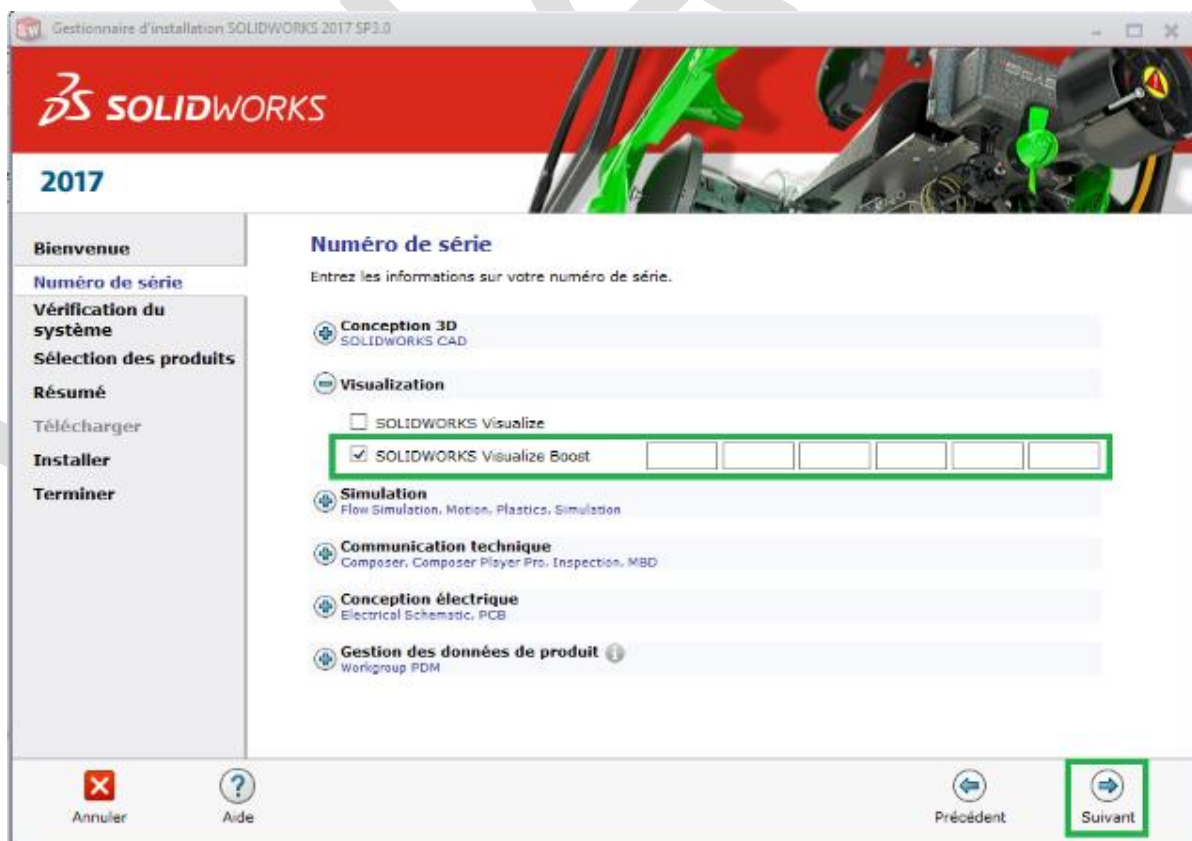 Gestionnaire d'installation SOLIDWORKS 2017 SP3.0
SOLIDWORKS
2017
Bienvenue
Numéro de série
Vérification du
système
Sélection des produits
Résumé
Télécharger
Installer
Terminer
Numéro de série
Entrez les informations sur votre numéro de série.
Conception 3D
SOLIDWORKS CAD
Visualization
SOLIDWORKS Visualize
SOLIDWORKS Visualize Boost
Simulation
Flow Simulation, Motion, Plastics, Simulation
Communication technique
Composer, Composer Player Pro, Inspection, MBD
Conception électrique
Electrical Schematic, PCB
Gestion des données de produit
Workgroup PDM
Annuler
Aide
Précédent
Suivant